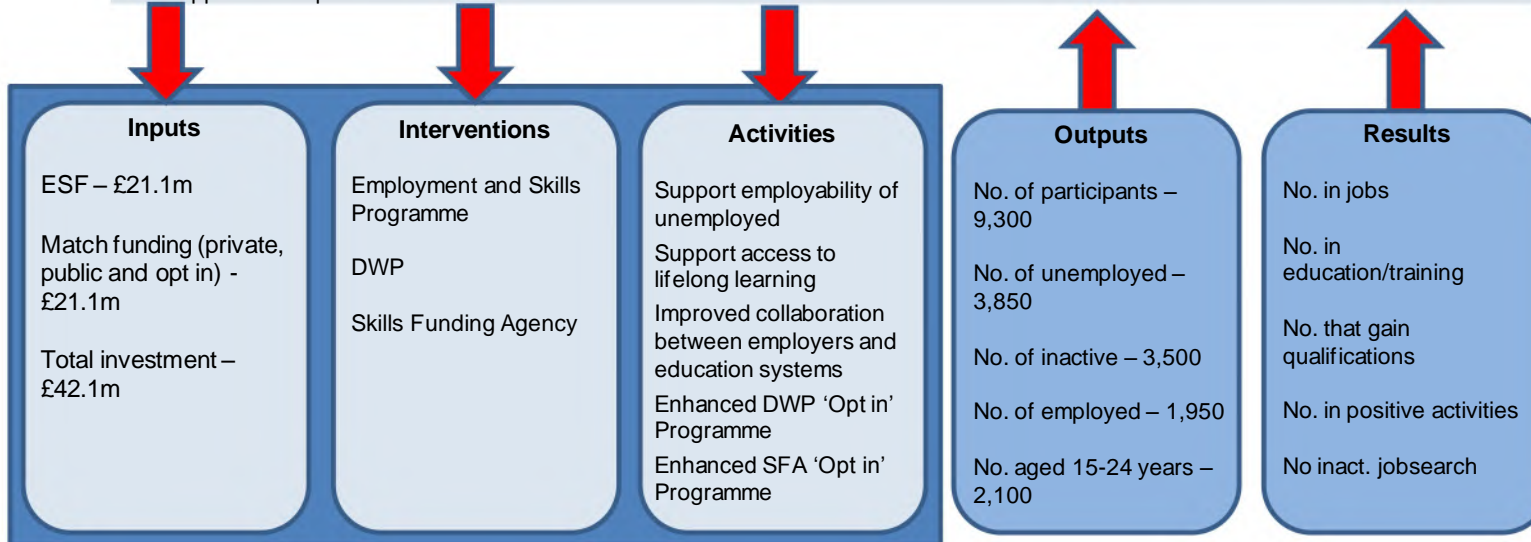 Inputs
ESF – £21.1m
Match funding (private,
public and opt in) -
£21.1m
Total investment –
£42.1m
Interventions
Employment and Skills
Programme
DWP
Skills Funding Agency
Activities
Support employability of
unemployed
Support access to
lifelong learning
Improved collaboration
between employers and
education systems
Enhanced DWP ‘Opt in’
Programme
Enhanced SFA ‘Opt in’
Programme
Outputs
No. of participants –
9,300
No. of unemployed –
3,850
No. of inactive – 3,500
No. of employed – 1,950
No. aged 15-24 years –
2,100
Results
No. in jobs
No. in
education/training
No. that gain
qualifications
No. in positive activities
No inact. jobsearch